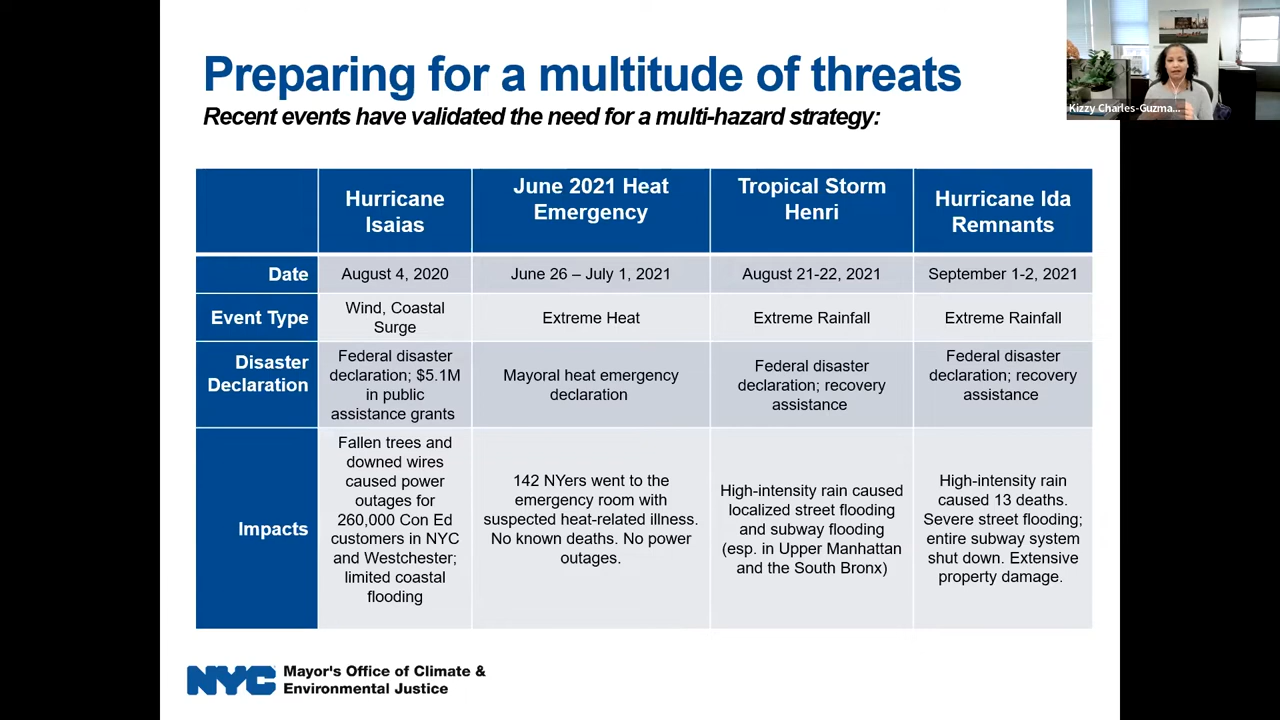 Preparing for a multitude of threats
Recent events have validated the need for a multi-hazard strategy:
Kizzy Charles-Guzma...
Hurricane
Isaias
June 2021 Heat
Emergency
Tropical Storm
Henri
Hurricane Ida
Remnants
Date
August 4, 2020
June 26 – July 1, 2021
August 21-22, 2021
September 1-2, 2021
Event Type
Wind, Coastal
Surge
Extreme Heat
Extreme Rainfall
Extreme Rainfall
Disaster
Declaration
Federal disaster
declaration; $5.1M
in public
assistance grants
Mayoral heat emergency
declaration
Federal disaster
declaration; recovery
assistance
Federal disaster
declaration; recovery
assistance
Impacts
Fallen trees and
downed wires
caused power
outages for
260,000 Con Ed
customers in NYC
and Westchester;
limited coastal
flooding
142 NYers went to the
emergency room with
suspected heat-related illness.
No known deaths. No power
outages.
High-intensity rain caused
localized street flooding
and subway flooding
(esp. in Upper Manhattan
and the South Bronx)
High-intensity rain
caused 13 deaths.
Severe street flooding;
entire subway system
shut down. Extensive
property damage.
NYC
Mayor's Office of Climate &
Environmental Justice